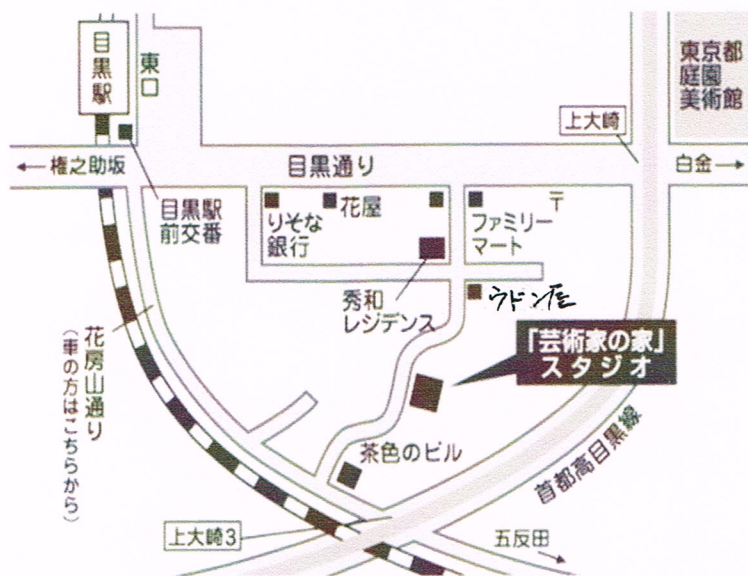 目黒駅
東口
東京都
庭園
美術館
上大崎
←権之助坂
目黒通り
白金→
目黒駅
前交番
りそな
銀行
花屋
ファミリー
マート
〒
秀和
レジデンス
ウドン屋
「芸術家の家」
スタジオ
花房山通り
(車の方はこちらから)
茶色のビル
首都高目黒線
上大崎3
五反田